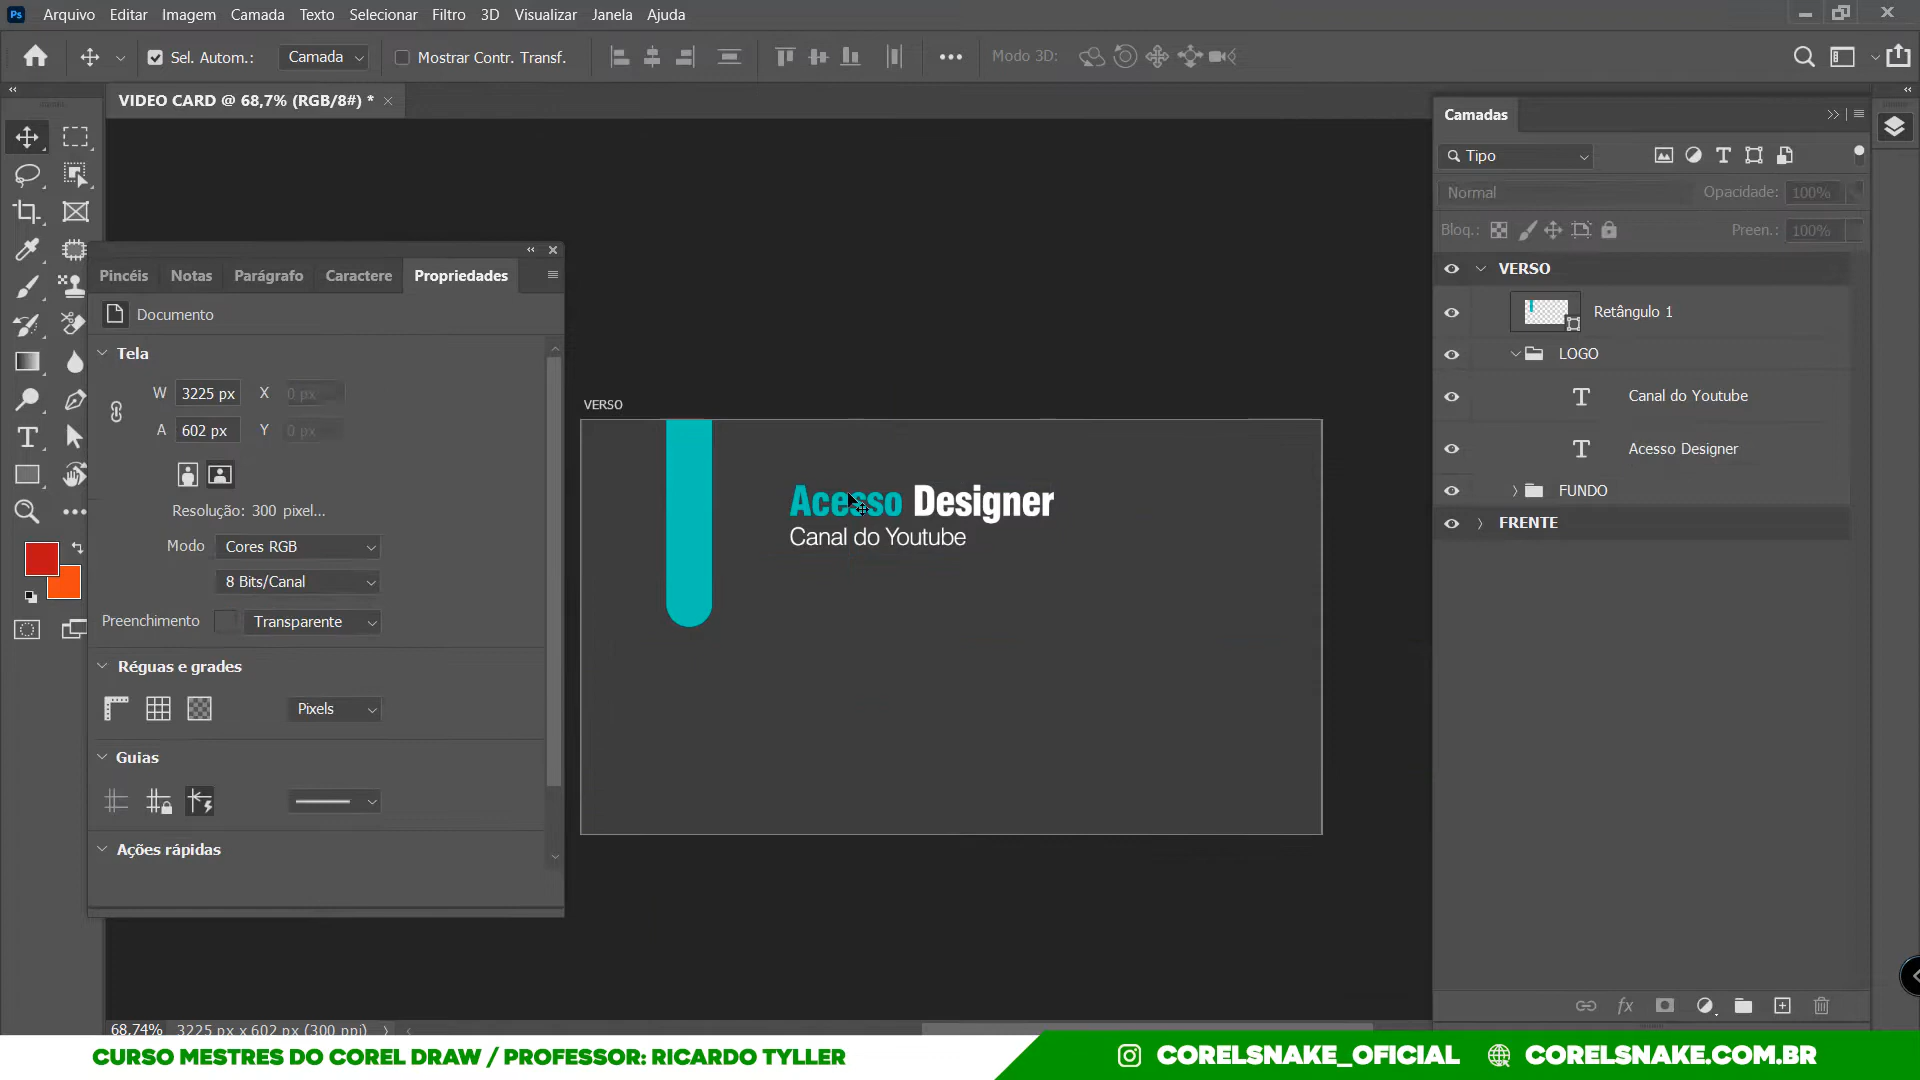 Ps Arquivo Editar Imagem Camada Texto Selecionar Filtro 3D Visualizar Janela Ajuda
Sel. Autom.: Camada Mostrar Contr. Transf. Modo 3D:
VIDEO CARD @ 68,7% (RGB/8#) *
Pincéis Notas Parágrafo Caractere Propriedades
Documento
Tela
W 3225 px X 0 px
A 602 px Y 0 px
Resolução: 300 pixel...
Modo Cores RGB
8 Bits/Canal
Preenchimento Transparente
Réguas e grades
Pixels
Guias
Ações rápidas
VERSO
Acesso Designer
Canal do Youtube
Camadas
Tipo
Normal Opacidade: 100%
Bloq.: Preen.: 100%
VERSO
Retângulo 1
LOGO
T Canal do Youtube
T Acesso Designer
FUNDO
FRENTE
fx
68,74% 3225 px x 602 px (300 ppi)
CURSO MESTRES DO COREL DRAW / PROFESSOR: RICARDO TYLLER
CORELSNAKE_OFICIAL CORELSNAKE.COM.BR